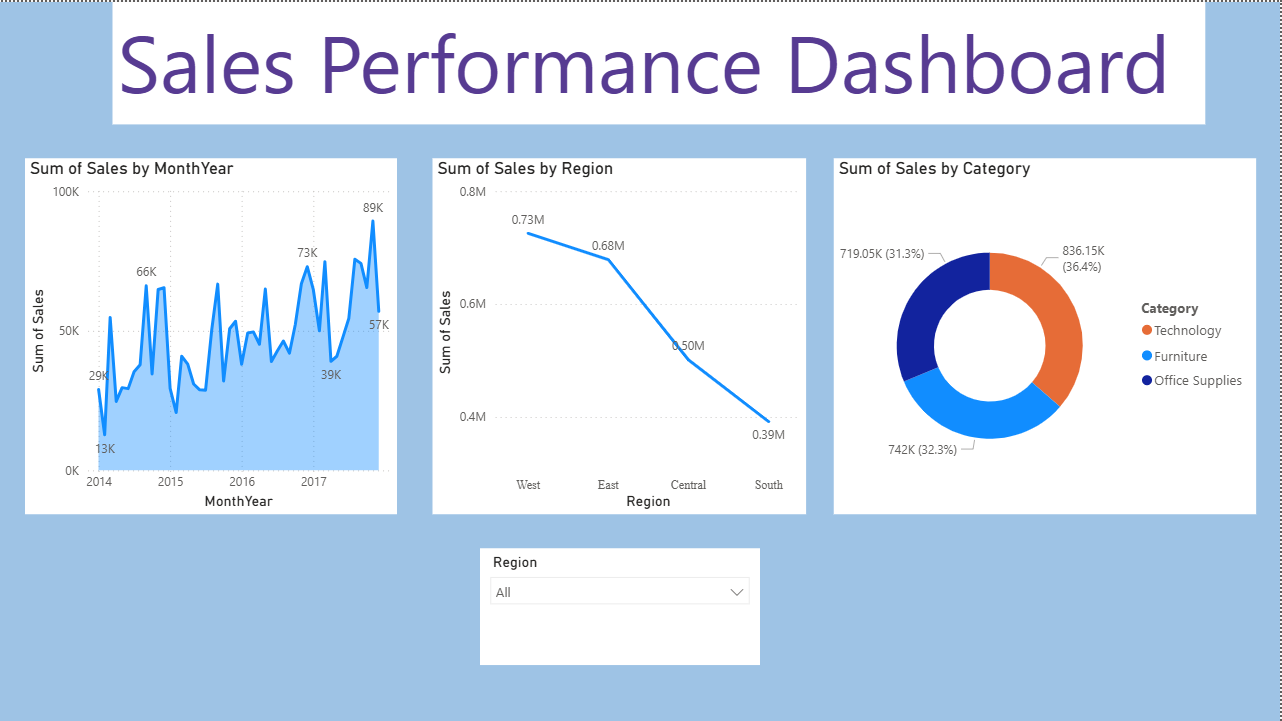 Sales Performance Dashboard
Sum of Sales by MonthYear
100K
50K
0K
Sum of Sales
29K
13K
66K
73K
39K
89K
57K
2014 2015 2016 2017
MonthYear
Sum of Sales by Region
0.8M
0.6M
0.4M
Sum of Sales
0.73M
0.68M
0.50M
0.39M
West East Central South
Region
Sum of Sales by Category
719.05K (31.3%)
836.15K
(36.4%)
742K (32.3%)
Category
Technology
Furniture
Office Supplies
Region
All